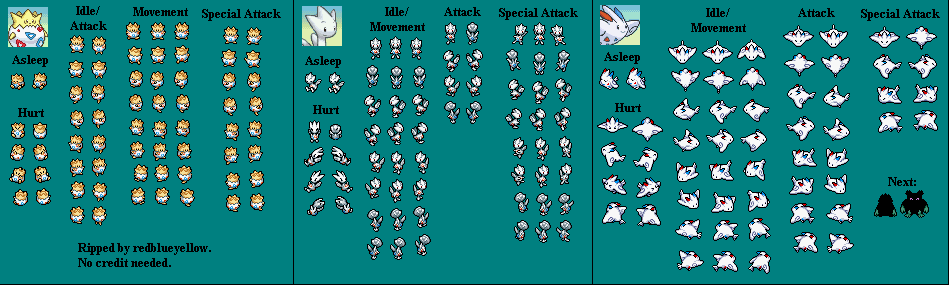 Idle/
Attack
Movement
Special Attack
Asleep
Hurt
Ripped by redblueyellow.
No credit needed.
Idle/
Movement
Attack
Special Attack
Asleep
Hurt
Idle/
Movement
Attack
Special Attack
Asleep
Hurt
Next: